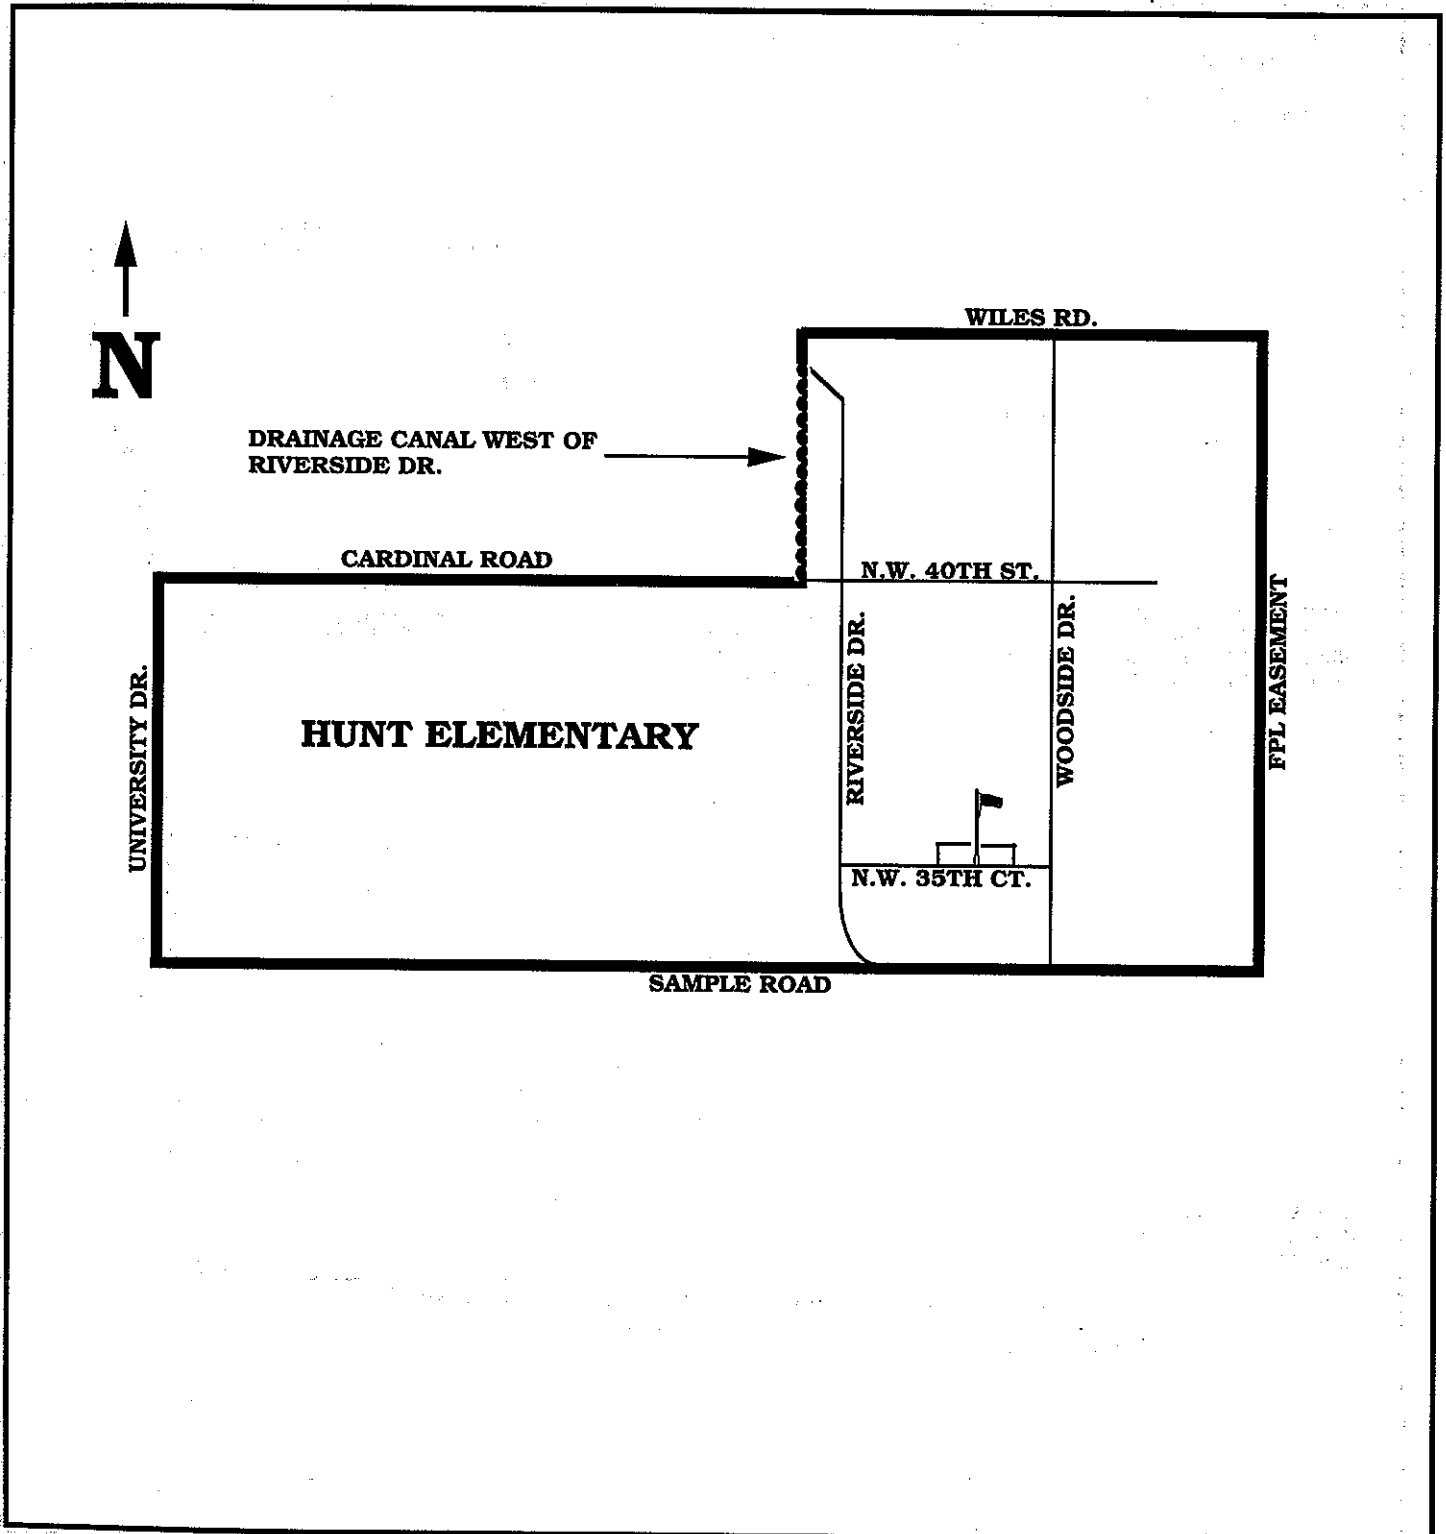 N
WILES RD.
DRAINAGE CANAL WEST OF
RIVERSIDE DR.
CARDINAL ROAD
N.W. 40TH ST.
UNIVERSITY DR.
HUNT ELEMENTARY
RIVERSIDE DR.
WOODSIDE DR.
FPL EASEMENT
N.W. 35TH CT.
SAMPLE ROAD